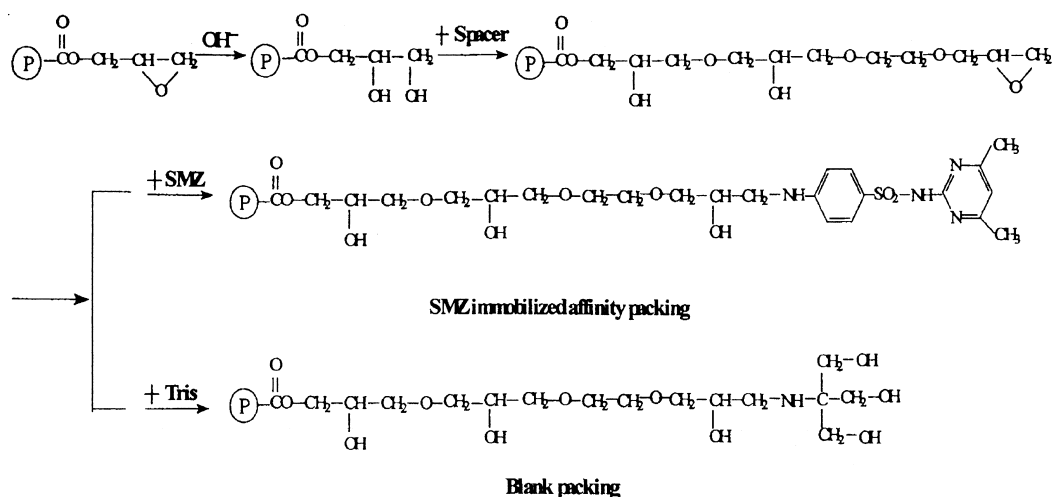 O O O
P –CO–CH₂–CH–CH₂ OH⁻ P –CO–CH₂–CH–CH₂ + Spacer P –CO–CH₂–CH–CH₂–O–CH₂–CH–CH₂–O–CH₂–CH₂–O–CH₂–CH–CH₂
O OH OH OH OH O
+ SMZ
O
P –CO–CH₂–CH–CH₂–O–CH₂–CH–CH₂–O–CH₂–CH₂–O–CH₂–CH–CH₂–NH– –SO₂–NH– N N CH₃ CH₃
OH OH OH
SMZ immobilized affinity packing
+ Tris
O
P –CO–CH₂–CH–CH₂–O–CH₂–CH–CH₂–O–CH₂–CH₂–O–CH₂–CH–CH₂–NH–C–CH₂–OH
CH₂–OH
CH₂–OH
OH OH OH
Blank packing